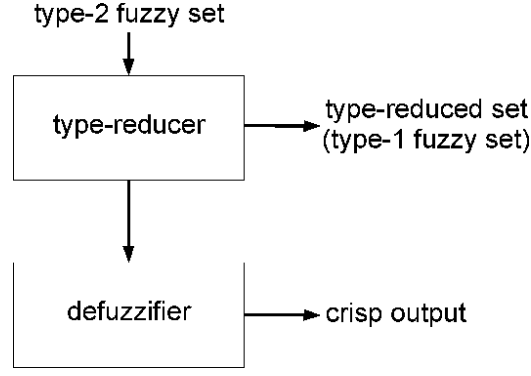 type-2 fuzzy set
type-reducer
type-reduced set
(type-1 fuzzy set)
defuzzifier
crisp output